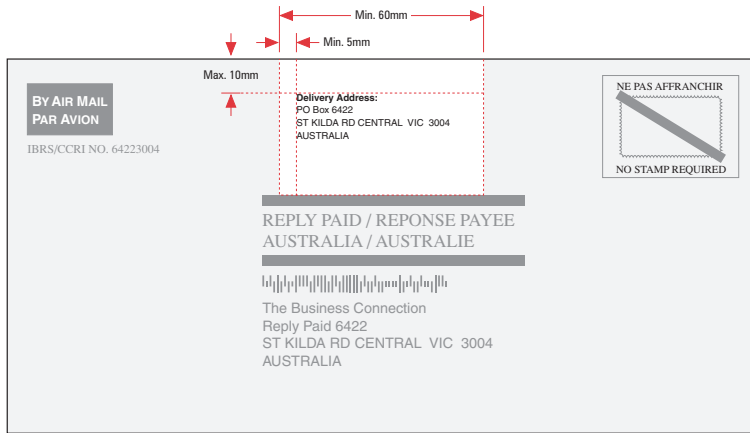 Min. 60mm
Min. 5mm
Max. 10mm
BY AIR MAIL
PAR AVION
IBRS/CCRI NO. 64223004
Delivery Address:
PO Box 6422
ST KILDA RD CENTRAL VIC 3004
AUSTRALIA
NE PAS AFFRANCHIR
NO STAMP REQUIRED
REPLY PAID / REPONSE PAYEE
AUSTRALIA / AUSTRALIE
The Business Connection
Reply Paid 6422
ST KILDA RD CENTRAL VIC 3004
AUSTRALIA